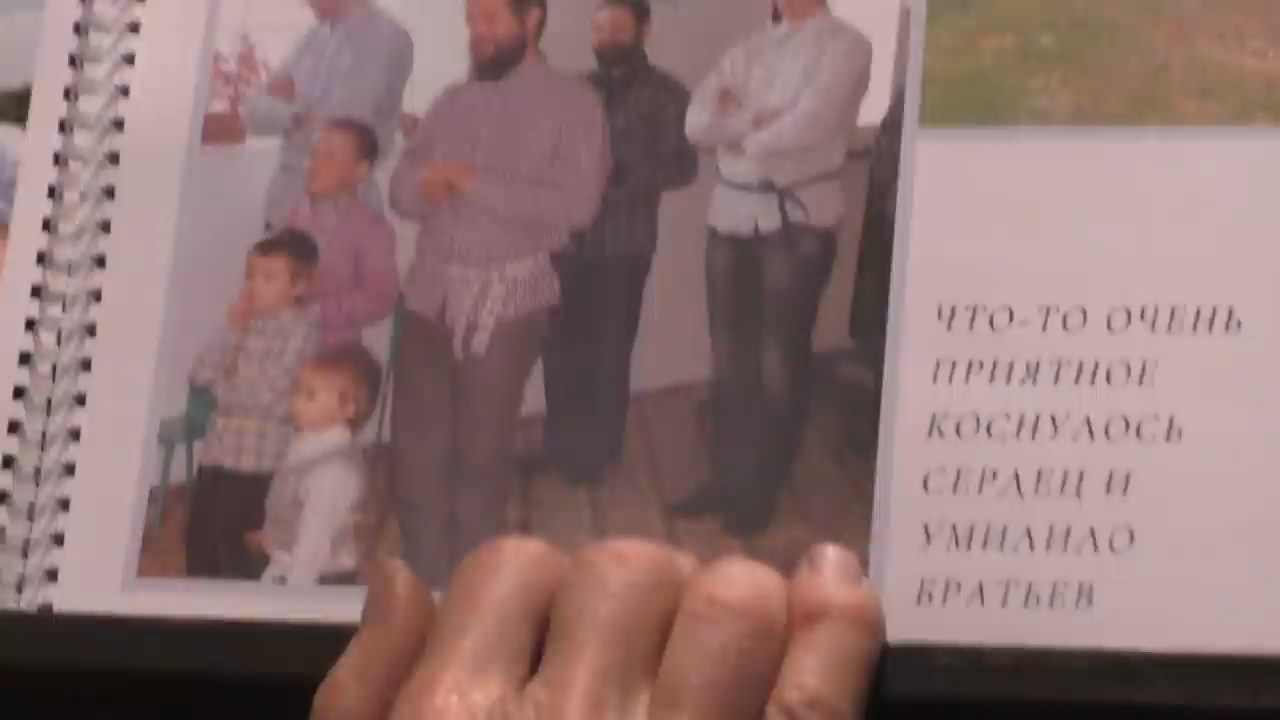 ЧТО-ТО ОЧЕНЬ
ПРИЯТНОЕ
КОСНУЛОСЬ
СЕРДЕЦ И
УМИЛИЛО
БРАТЬЕВ